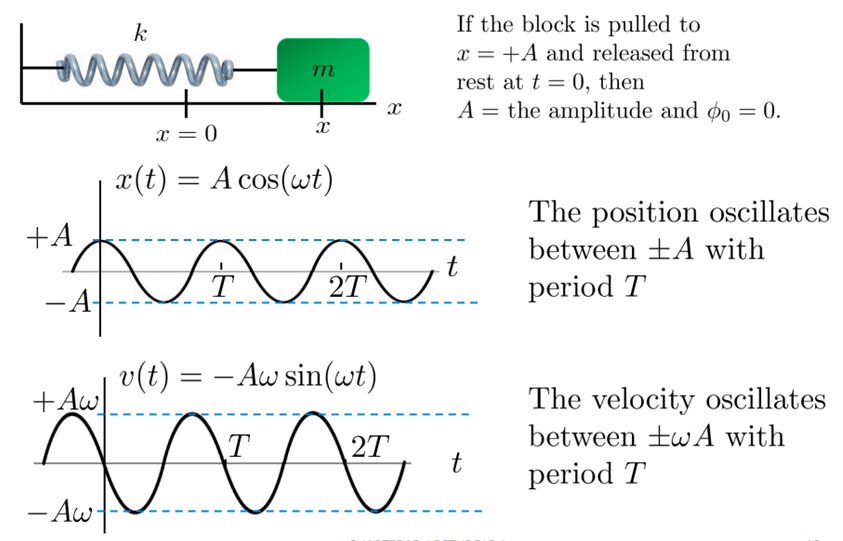 k
m
x
x = 0
x
If the block is pulled to
x = +A and released from
rest at t = 0, then
A = the amplitude and ϕ₀ = 0.
x(t) = A cos(ωt)
+A
−A
T
2T
t
The position oscillates
between ±A with
period T
v(t) = −Aω sin(ωt)
+Aω
−Aω
T
2T
t
The velocity oscillates
between ±ωA with
period T